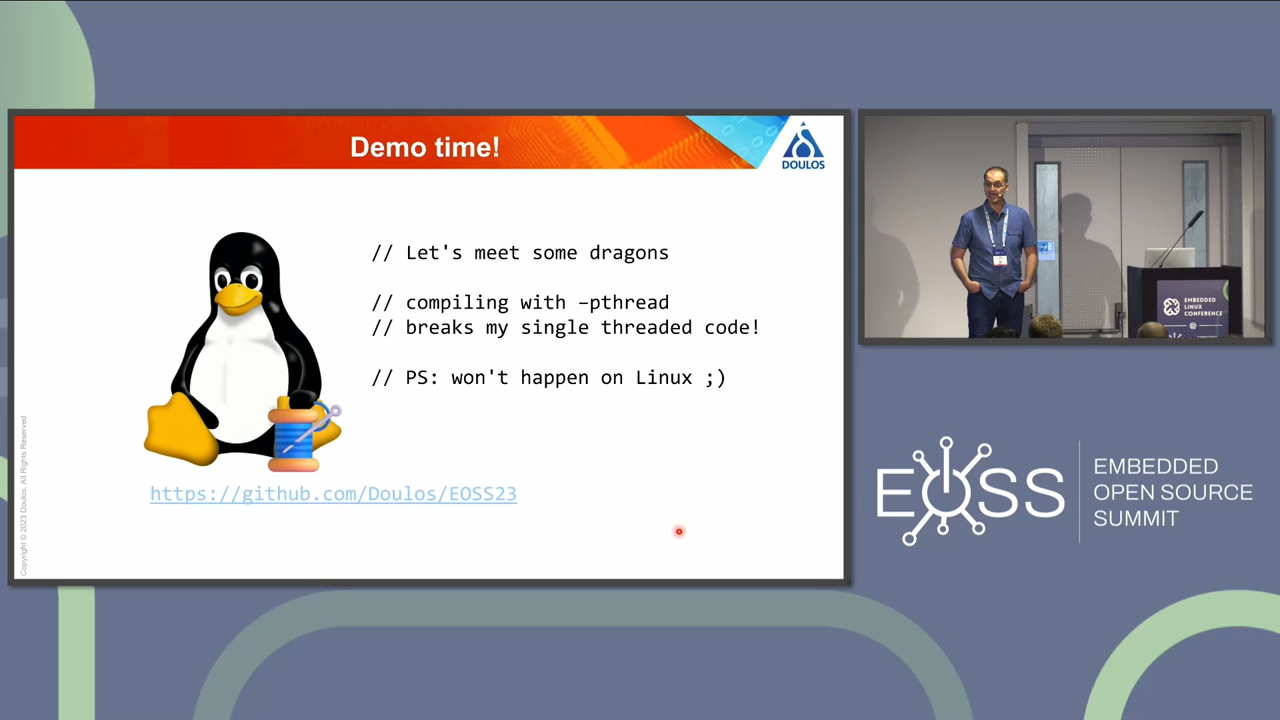 Demo time!
DOULOS
// Let's meet some dragons
// compiling with –pthread
// breaks my single threaded code!
// PS: won't happen on Linux ;)
https://github.com/Doulos/EOSS23
Copyright © 2023 Doulos. All Rights Reserved
EMBEDDED
LINUX
CONFERENCE
EOSS
EMBEDDED
OPEN SOURCE
SUMMIT